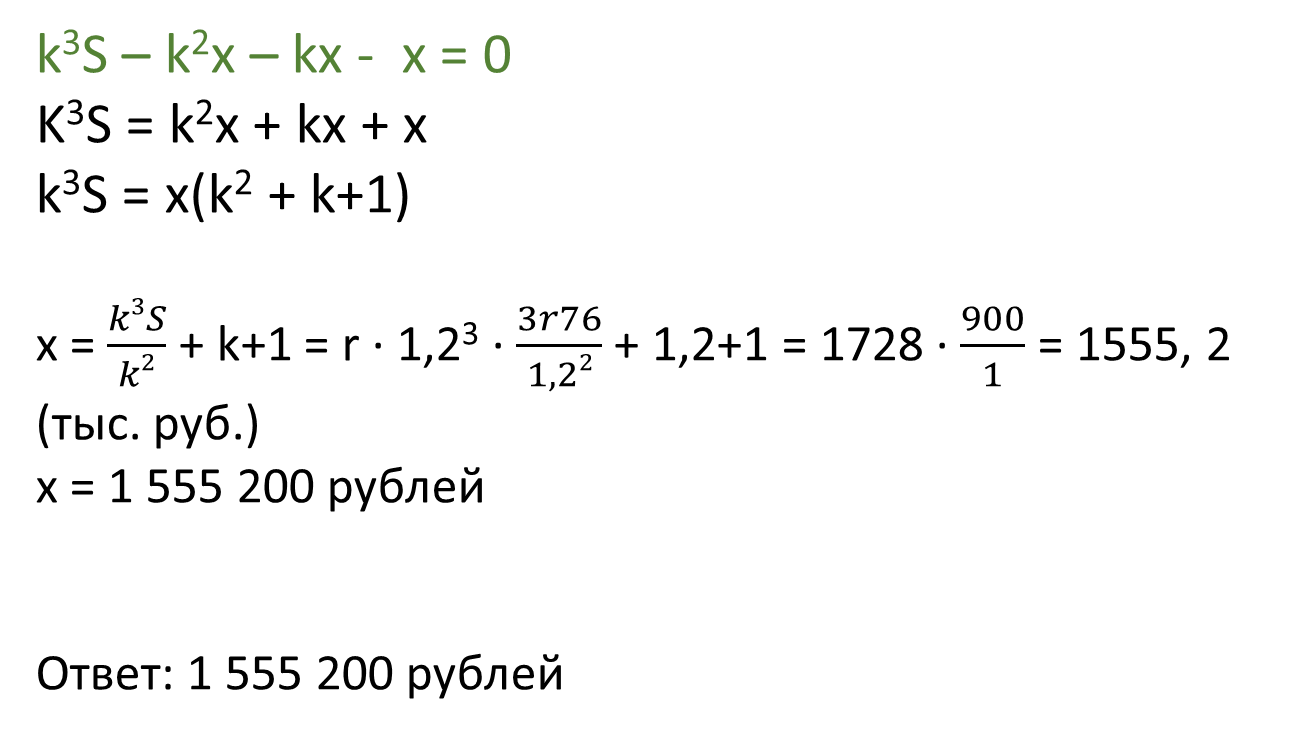 k³S – k²x – kx -  x = 0
K³S = k²x + kx + x
k³S = x(k² + k+1)
x = k³S/k² + k+1 = r · 1,2³ · 3r76/1,2² + 1,2+1 = 1728 · 900/1 = 1555, 2
(тыс. руб.)
x = 1 555 200 рублей
Ответ: 1 555 200 рублей